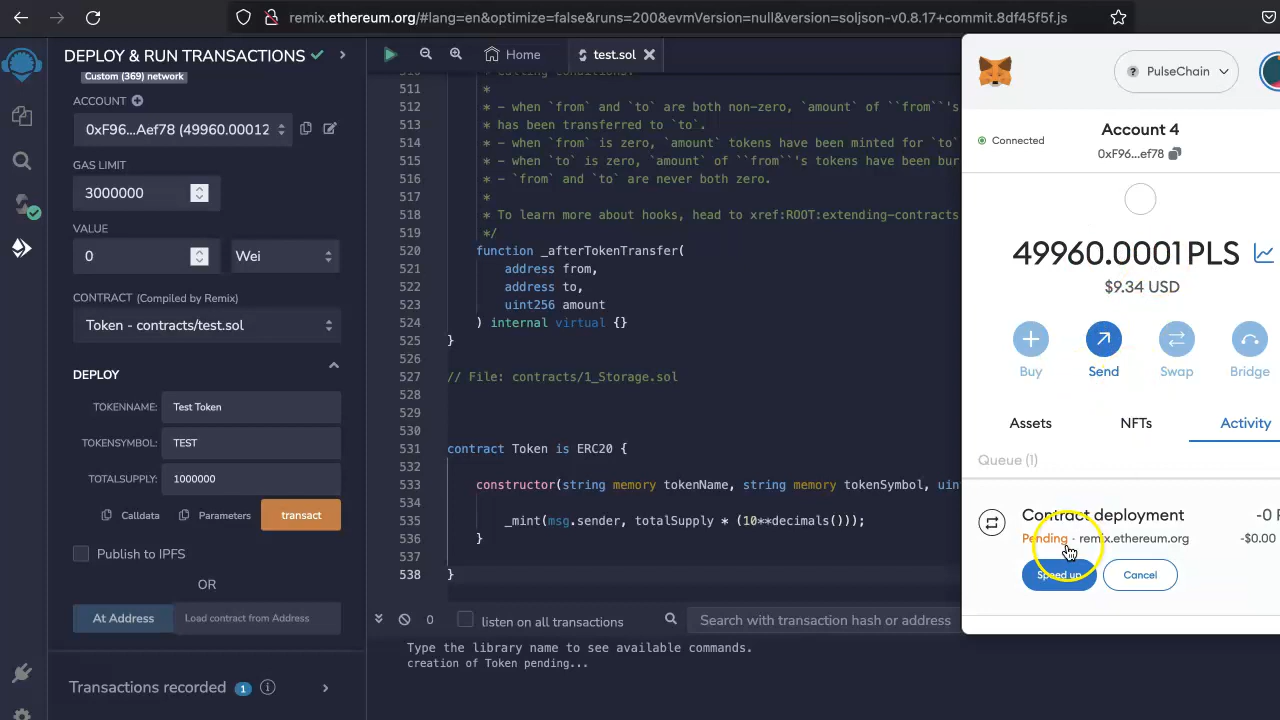 remix.ethereum.org/#lang=en&optimize=false&runs=200&evmVersion=null&version=soljson-v0.8.17+commit.8df45f5f.js
DEPLOY & RUN TRANSACTIONS
Custom (369) network
ACCOUNT
0xF96...Aef78 (49960.00012
GAS LIMIT
3000000
VALUE
0
Wei
CONTRACT (Compiled by Remix)
Token - contracts/test.sol
DEPLOY
TOKENNAME:
Test Token
TOKENSYMBOL:
TEST
TOTALSUPPLY:
1000000
Calldata
Parameters
transact
Publish to IPFS
OR
At Address
Load contract from Address
Transactions recorded 1 i
Home
test.sol
510 * calling conditions:
511 *
512 * - when `from` and `to` are both non-zero, `amount` of ``from``'s
513 * has been transferred to `to`.
514 * - when `from` is zero, `amount` tokens have been minted for `to`
515 * - when `to` is zero, `amount` of ``from``'s tokens have been bur
516 * - `from` and `to` are never both zero.
517 *
518 * To learn more about hooks, head to xref:ROOT:extending-contracts
519 */
520 function _afterTokenTransfer(
521 address from,
522 address to,
523 uint256 amount
524 ) internal virtual {}
525 }
526
527 // File: contracts/1_Storage.sol
528
529
530
531 contract Token is ERC20 {
532
533 constructor(string memory tokenName, string memory tokenSymbol, uin
534
535 _mint(msg.sender, totalSupply * (10**decimals()));
536 }
537
538 }
0
listen on all transactions
Search with transaction hash or address
Type the library name to see available commands.
creation of Token pending...
? PulseChain
Connected
Account 4
0xF96...ef78
49960.0001 PLS
$9.34 USD
Buy
Send
Swap
Bridge
Assets
NFTs
Activity
Queue (1)
Contract deployment
-0 P
Pending · remix.ethereum.org
-$0.00
Speed up
Cancel